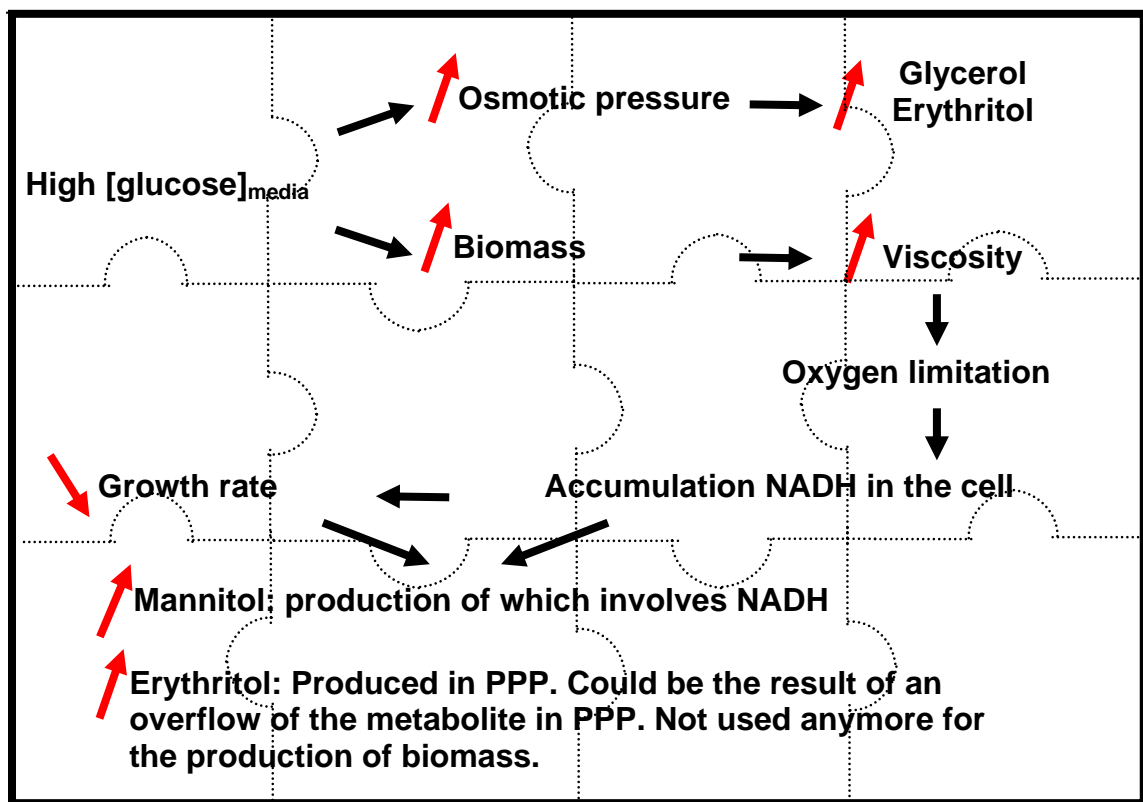 Osmotic pressure
Glycerol
Erythritol
High [glucose]media
Biomass
Viscosity
Oxygen limitation
Growth rate
Accumulation NADH in the cell
Mannitol: production of which involves NADH
Erythritol: Produced in PPP. Could be the result of an
overflow of the metabolite in PPP. Not used anymore for
the production of biomass.